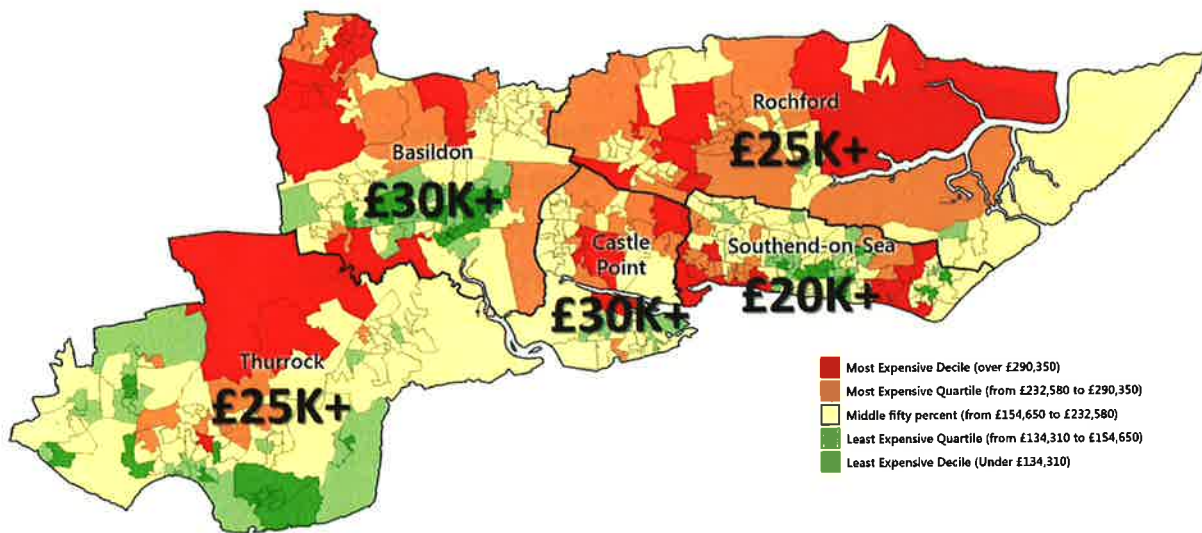 Rochford
£25K+
Basildon
£30K+
Castle
Point
£30K+
Southend-on-Sea
£20K+
Thurrock
£25K+
Most Expensive Decile (over £290,350)
Most Expensive Quartile (from £232,580 to £290,350)
Middle fifty percent (from £154,650 to £232,580)
Least Expensive Quartile (from £134,310 to £154,650)
Least Expensive Decile (Under £134,310)